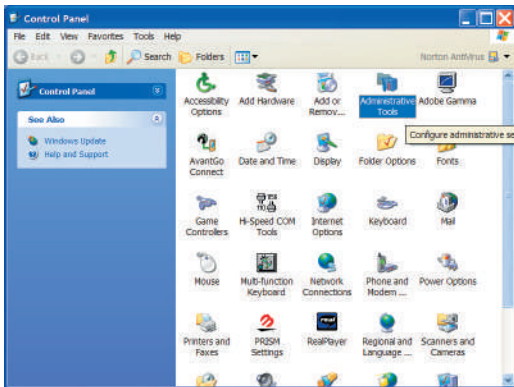 Control Panel
File Edit View Favorites Tools Help
Back Search Folders Norton AntiVirus
Control Panel
See Also
Windows Update
Help and Support
Accessibility Options
Add Hardware
Add or Remov...
Administrative Tools
Adobe Gamma
Configure administrative se
AvantGo Connect
Date and Time
Display
Folder Options
Fonts
Game Controllers
Hi-Speed COM Tools
Internet Options
Keyboard
Mail
Mouse
Multi-function Keyboard
Network Connections
Phone and Modem ...
Power Options
Printers and Faxes
PRISM Settings
real
RealPlayer
Regional and Language ...
Scanners and Cameras